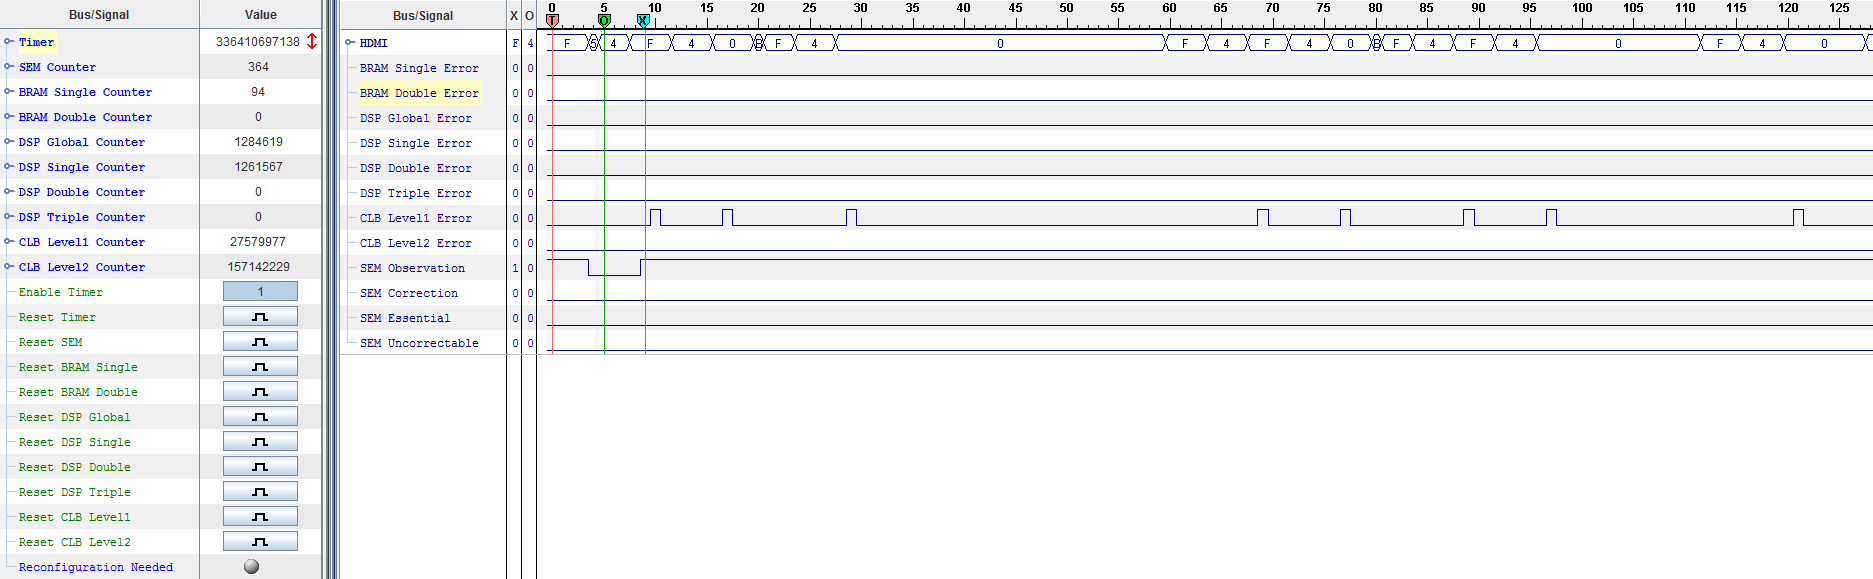 Bus/Signal Value
Timer 336410697138
SEM Counter 364
BRAM Single Counter 94
BRAM Double Counter 0
DSP Global Counter 1284619
DSP Single Counter 1261567
DSP Double Counter 0
DSP Triple Counter 0
CLB Level1 Counter 27579977
CLB Level2 Counter 157142229
Enable Timer 1
Reset Timer
Reset SEM
Reset BRAM Single
Reset BRAM Double
Reset DSP Global
Reset DSP Single
Reset DSP Double
Reset DSP Triple
Reset CLB Level1
Reset CLB Level2
Reconfiguration Needed
Bus/Signal X O 0 5 10 15 20 25 30 35 40 45 50 55 60 65 70 75 80 85 90 95 100 105 110 115 120 125
T O X
HDMI F 4 F 5 4 F 4 0 B F 4 0 F 4 F 4 0 B F 4 F 4 0 F 4 0
BRAM Single Error 0 0
BRAM Double Error 0 0
DSP Global Error 0 0
DSP Single Error 0 0
DSP Double Error 0 0
DSP Triple Error 0 0
CLB Level1 Error 0 0
CLB Level2 Error 0 0
SEM Observation 1 0
SEM Correction 0 0
SEM Essential 0 0
SEM Uncorrectable 0 0